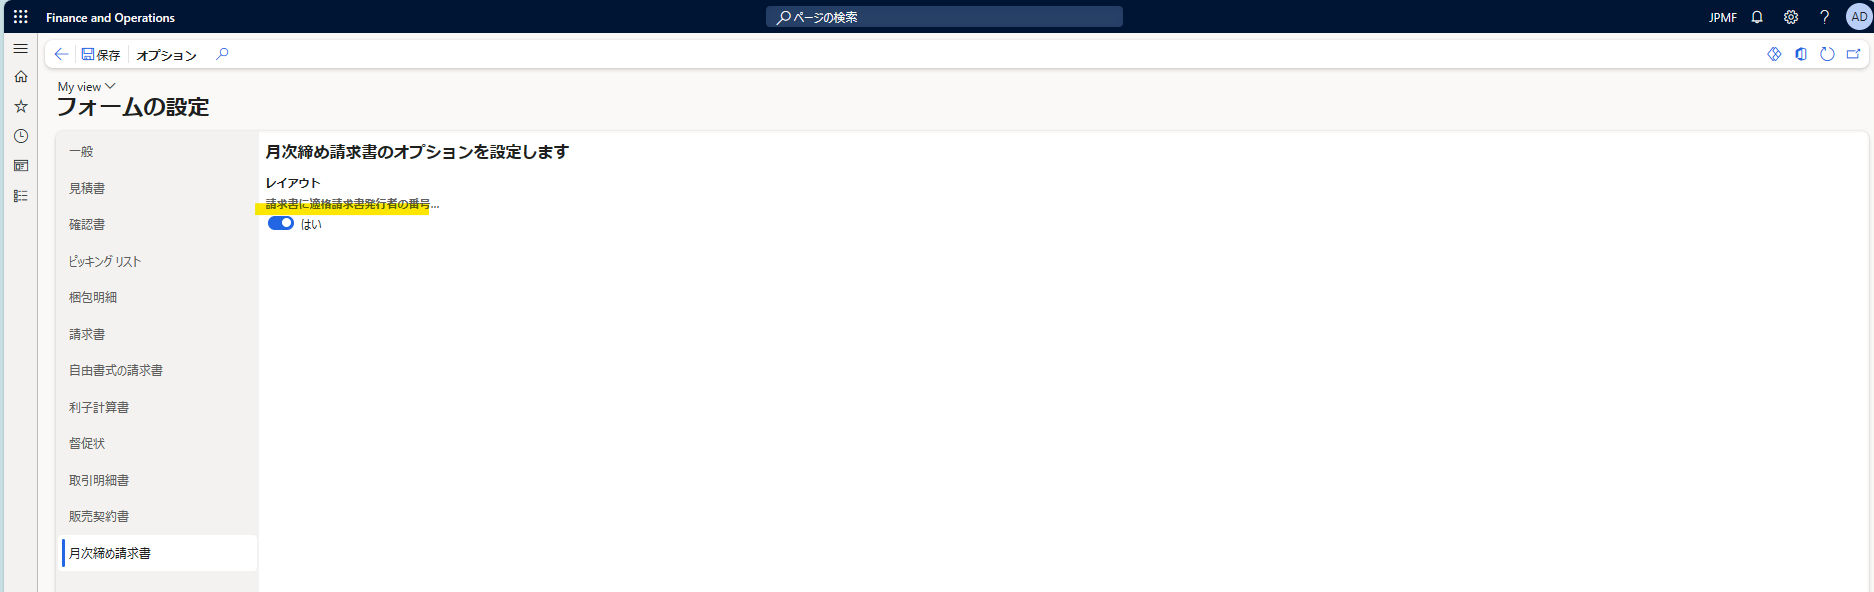 Finance and Operations
ページの検索
JPMF
?
AD
保存
オプション
My view
フォームの設定
一般
見積書
確認書
ピッキング リスト
梱包明細
請求書
自由書式の請求書
利子計算書
督促状
取引明細書
販売契約書
月次締め請求書
月次締め請求書のオプションを設定します
レイアウト
請求書に適格請求書発行者の番号...
はい